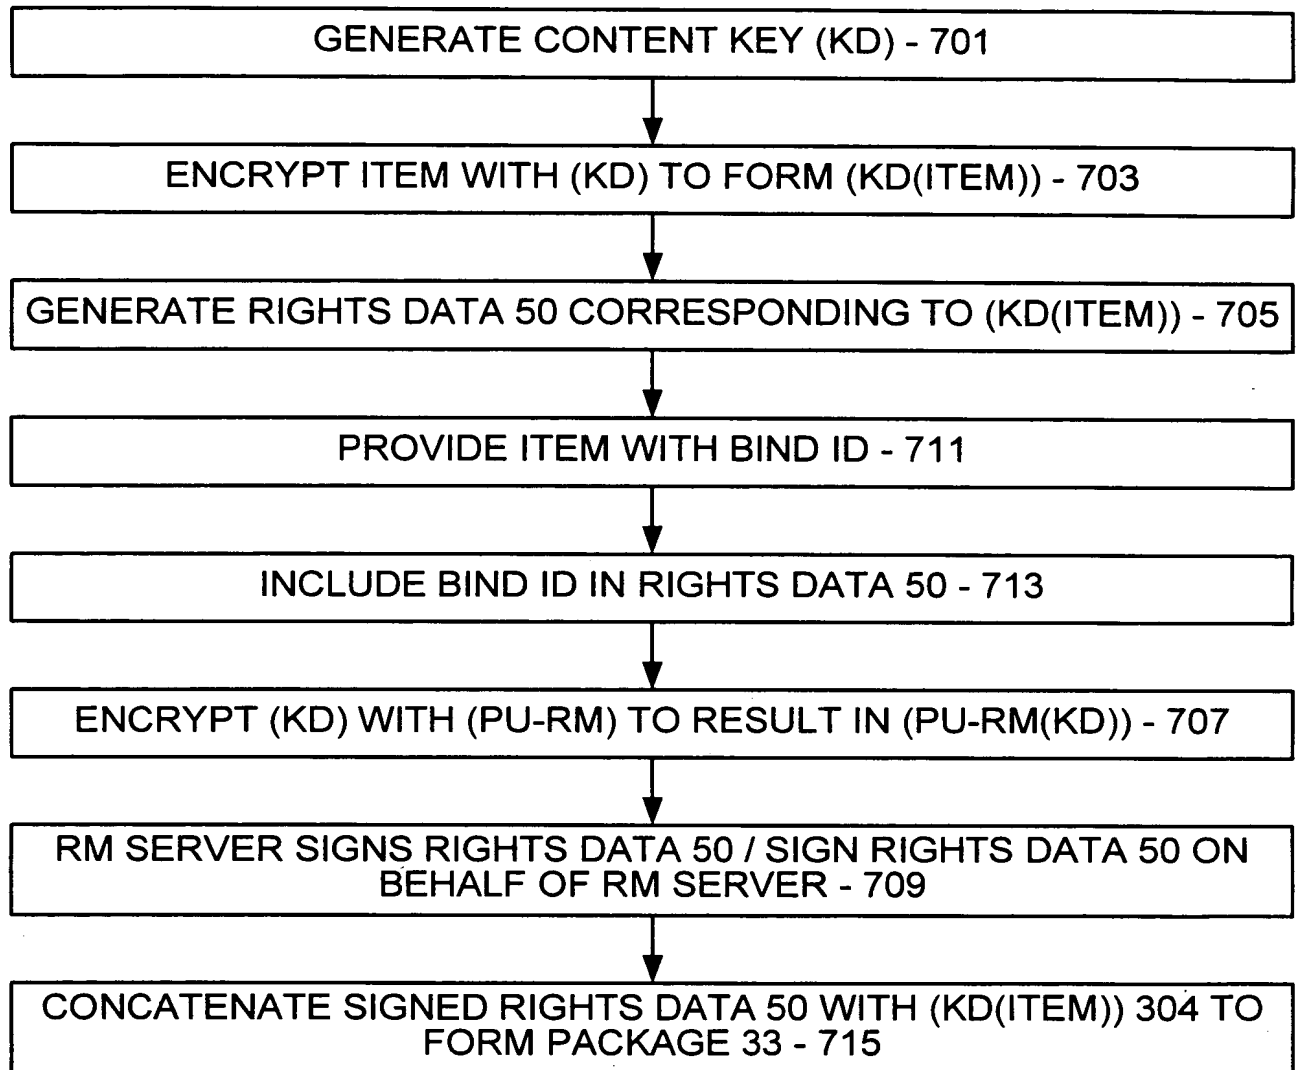 GENERATE CONTENT KEY (KD) - 701
ENCRYPT ITEM WITH (KD) TO FORM (KD(ITEM)) - 703
GENERATE RIGHTS DATA 50 CORRESPONDING TO (KD(ITEM)) - 705
PROVIDE ITEM WITH BIND ID - 711
INCLUDE BIND ID IN RIGHTS DATA 50 - 713
ENCRYPT (KD) WITH (PU-RM) TO RESULT IN (PU-RM(KD)) - 707
RM SERVER SIGNS RIGHTS DATA 50 / SIGN RIGHTS DATA 50 ON
BEHALF OF RM SERVER - 709
CONCATENATE SIGNED RIGHTS DATA 50 WITH (KD(ITEM)) 304 TO
FORM PACKAGE 33 - 715